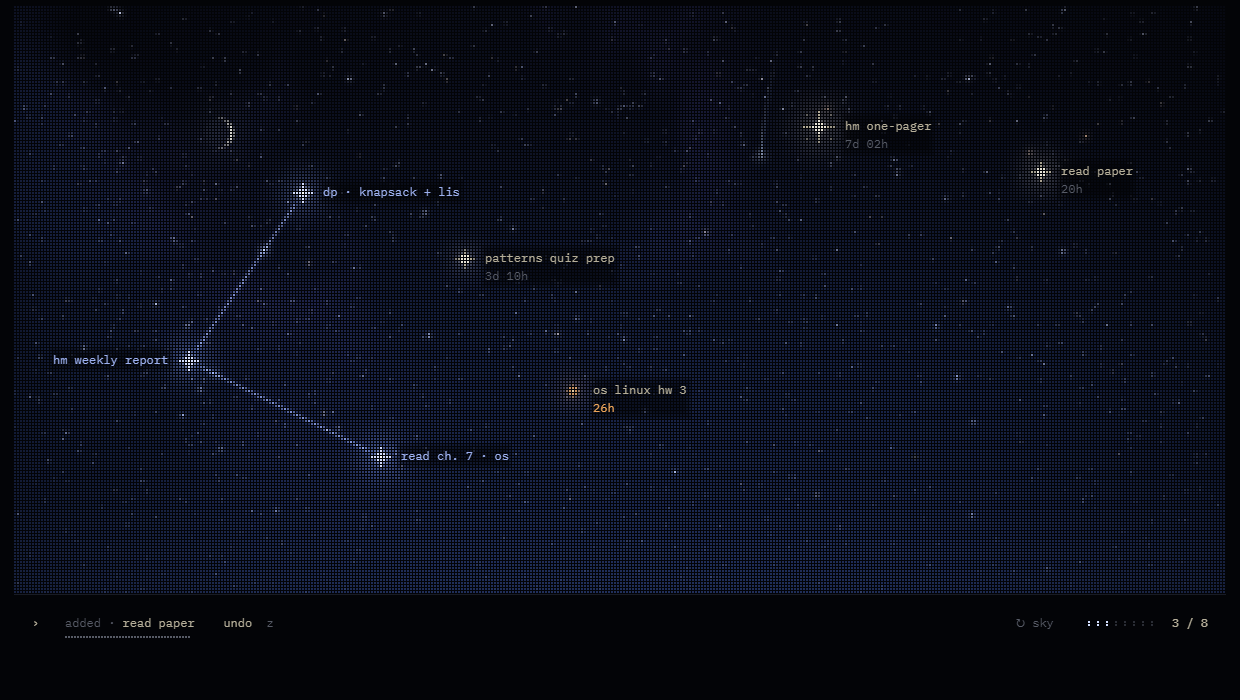 hm one-pager
7d 02h
read paper
20h
dp · knapsack + lis
patterns quiz prep
3d 10h
hm weekly report
os linux hw 3
26h
read ch. 7 · os
› added · read paper undo z
↻ sky 3 / 8